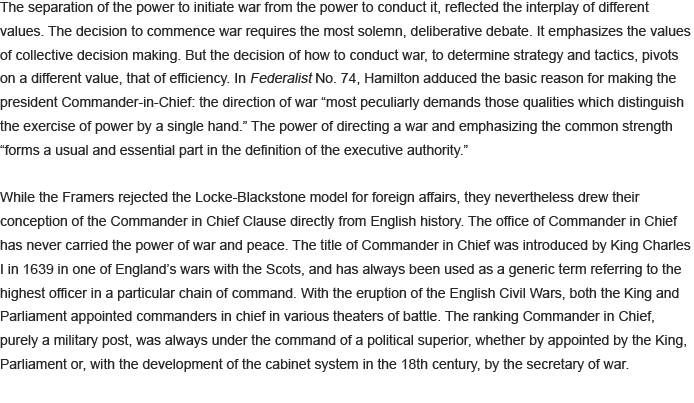 The separation of the power to initiate war from the power to conduct it, reflected the interplay of different
values. The decision to commence war requires the most solemn, deliberative debate. It emphasizes the values
of collective decision making. But the decision of how to conduct war, to determine strategy and tactics, pivots
on a different value, that of efficiency. In Federalist No. 74, Hamilton adduced the basic reason for making the
president Commander-in-Chief: the direction of war “most peculiarly demands those qualities which distinguish
the exercise of power by a single hand.” The power of directing a war and emphasizing the common strength
“forms a usual and essential part in the definition of the executive authority.”

While the Framers rejected the Locke-Blackstone model for foreign affairs, they nevertheless drew their
conception of the Commander in Chief Clause directly from English history. The office of Commander in Chief
has never carried the power of war and peace. The title of Commander in Chief was introduced by King Charles
I in 1639 in one of England’s wars with the Scots, and has always been used as a generic term referring to the
highest officer in a particular chain of command. With the eruption of the English Civil Wars, both the King and
Parliament appointed commanders in chief in various theaters of battle. The ranking Commander in Chief,
purely a military post, was always under the command of a political superior, whether by appointed by the King,
Parliament or, with the development of the cabinet system in the 18th century, by the secretary of war.